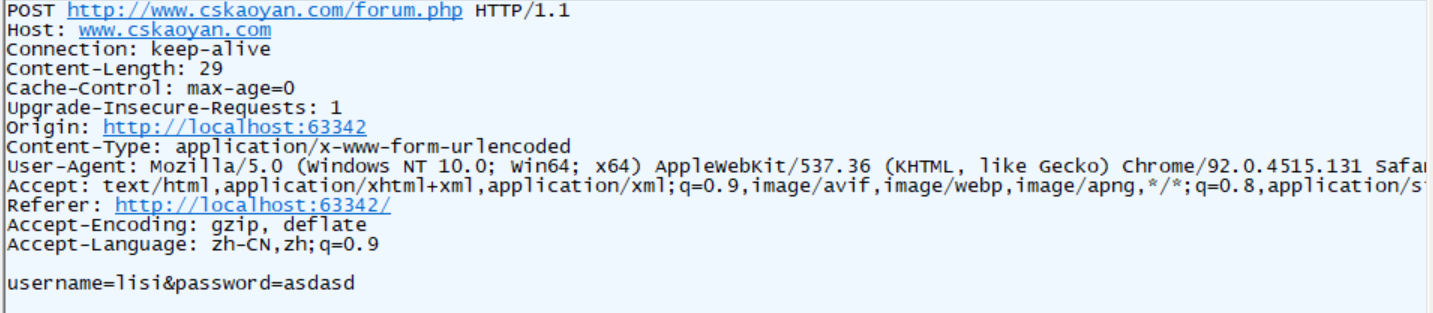 POST http://www.cskaoyan.com/forum.php HTTP/1.1
Host: www.cskaoyan.com
Connection: keep-alive
Content-Length: 29
Cache-Control: max-age=0
Upgrade-Insecure-Requests: 1
Origin: http://localhost:63342
Content-Type: application/x-www-form-urlencoded
User-Agent: Mozilla/5.0 (Windows NT 10.0; Win64; x64) AppleWebKit/537.36 (KHTML, like Gecko) Chrome/92.0.4515.131
Accept: text/html,application/xhtml+xml,application/xml;q=0.9,image/avif,image/webp,image/apng,*/*;q=0.8,
Referer: http://localhost:63342/
Accept-Encoding: gzip, deflate
Accept-Language: zh-CN,zh;q=0.9
username=lisi&password=asdasd